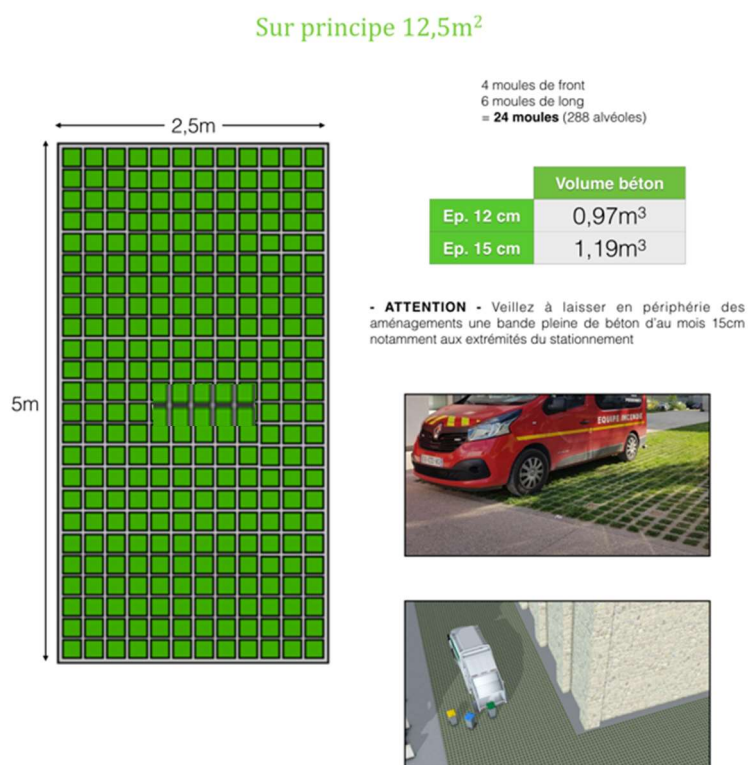 Sur principe 12,5m²
4 moules de front
6 moules de long
= 24 moules (288 alvéoles)
2,5m
Volume béton
Ep. 12 cm 0,97m³
Ep. 15 cm 1,19m³
- ATTENTION - Veillez à laisser en périphérie des
aménagements une bande pleine de béton d'au mois 15cm
notamment aux extrémités du stationnement
5m
EQUIPE INCENDIE